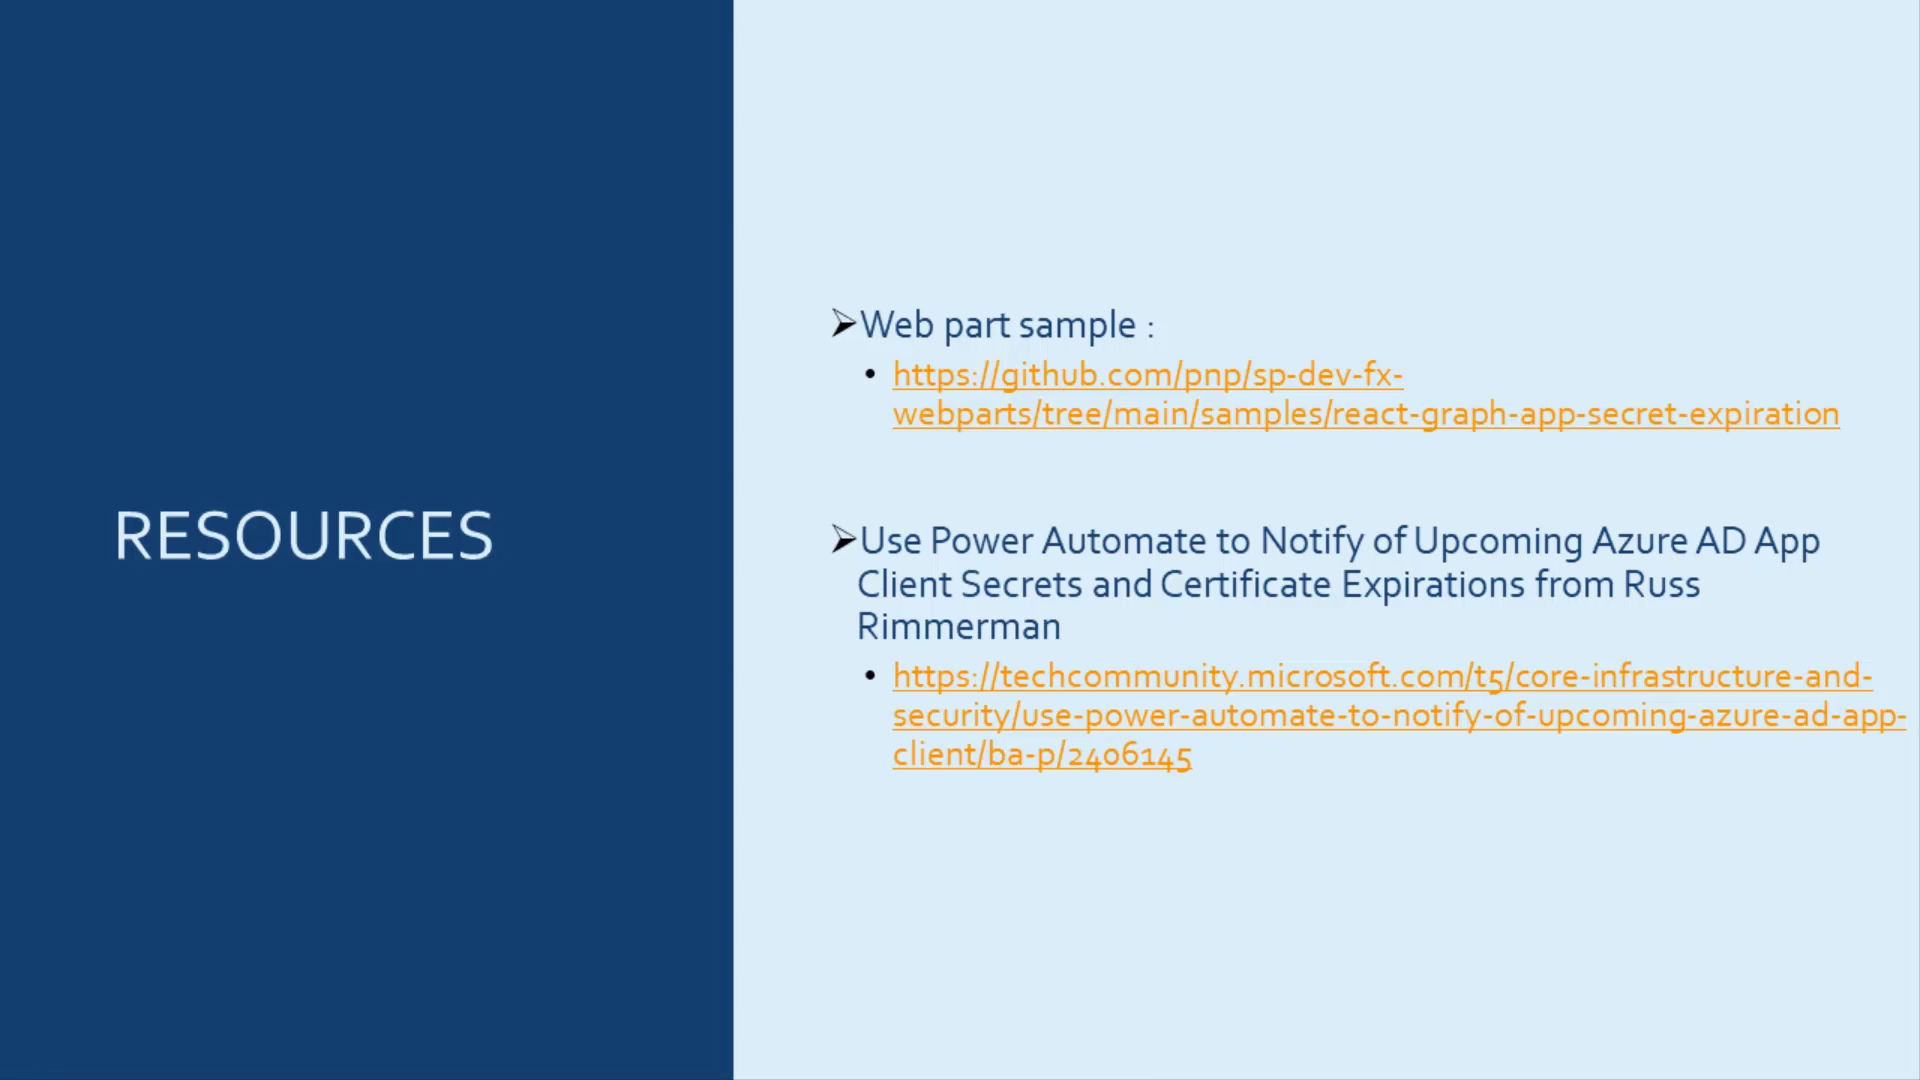 RESOURCES
➢Web part sample :
• https://github.com/pnp/sp-dev-fx-
webparts/tree/main/samples/react-graph-app-secret-expiration
➢Use Power Automate to Notify of Upcoming Azure AD App
Client Secrets and Certificate Expirations from Russ
Rimmerman
• https://techcommunity.microsoft.com/t5/core-infrastructure-and-
security/use-power-automate-to-notify-of-upcoming-azure-ad-app-
client/ba-p/2406145